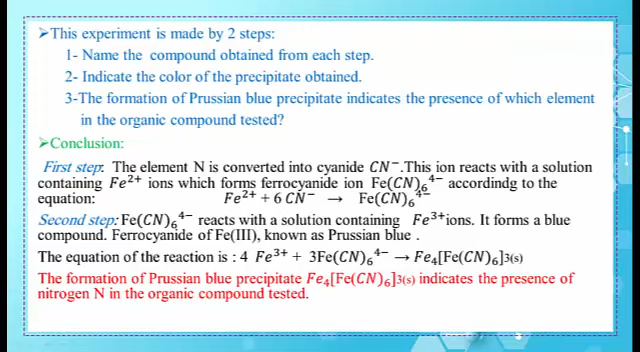 ➢This experiment is made by 2 steps:
1- Name the compound obtained from each step.
2- Indicate the color of the precipitate obtained.
3-The formation of Prussian blue precipitate indicates the presence of which element
in the organic compound tested?
➢Conclusion:
First step: The element N is converted into cyanide CN⁻.This ion reacts with a solution
containing Fe²⁺ ions which forms ferrocyanide ion Fe(CN)₆⁴⁻ accordindg to the
equation: Fe²⁺ + 6 CN⁻ → Fe(CN)₆⁴⁻
Second step:Fe(CN)₆⁴⁻ reacts with a solution containing Fe³⁺ions. It forms a blue
compound. Ferrocyanide of Fe(III), known as Prussian blue .
The equation of the reaction is : 4 Fe³⁺ + 3Fe(CN)₆⁴⁻ → Fe₄[Fe(CN)₆]3(s)
The formation of Prussian blue precipitate Fe₄[Fe(CN)₆]3(s) indicates the presence of
nitrogen N in the organic compound tested.